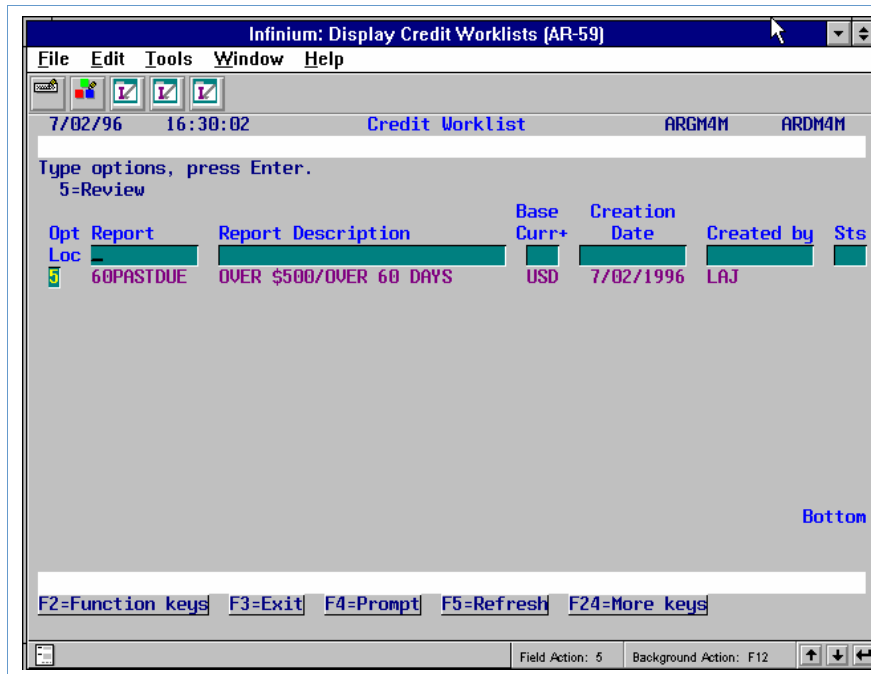 Infinium: Display Credit Worklists (AR-59)
File Edit Tools Window Help
7/02/96 16:30:02 Credit Worklist ARGM4M ARDM4M
Type options, press Enter.
5=Review
Base Creation
Opt Report Report Description Curr+ Date Created by Sts
Loc
5 60PASTDUE OVER $500/OVER 60 DAYS USD 7/02/1996 LAJ
Bottom
F2=Function keys F3=Exit F4=Prompt F5=Refresh F24=More keys
Field Action: 5 Background Action: F12